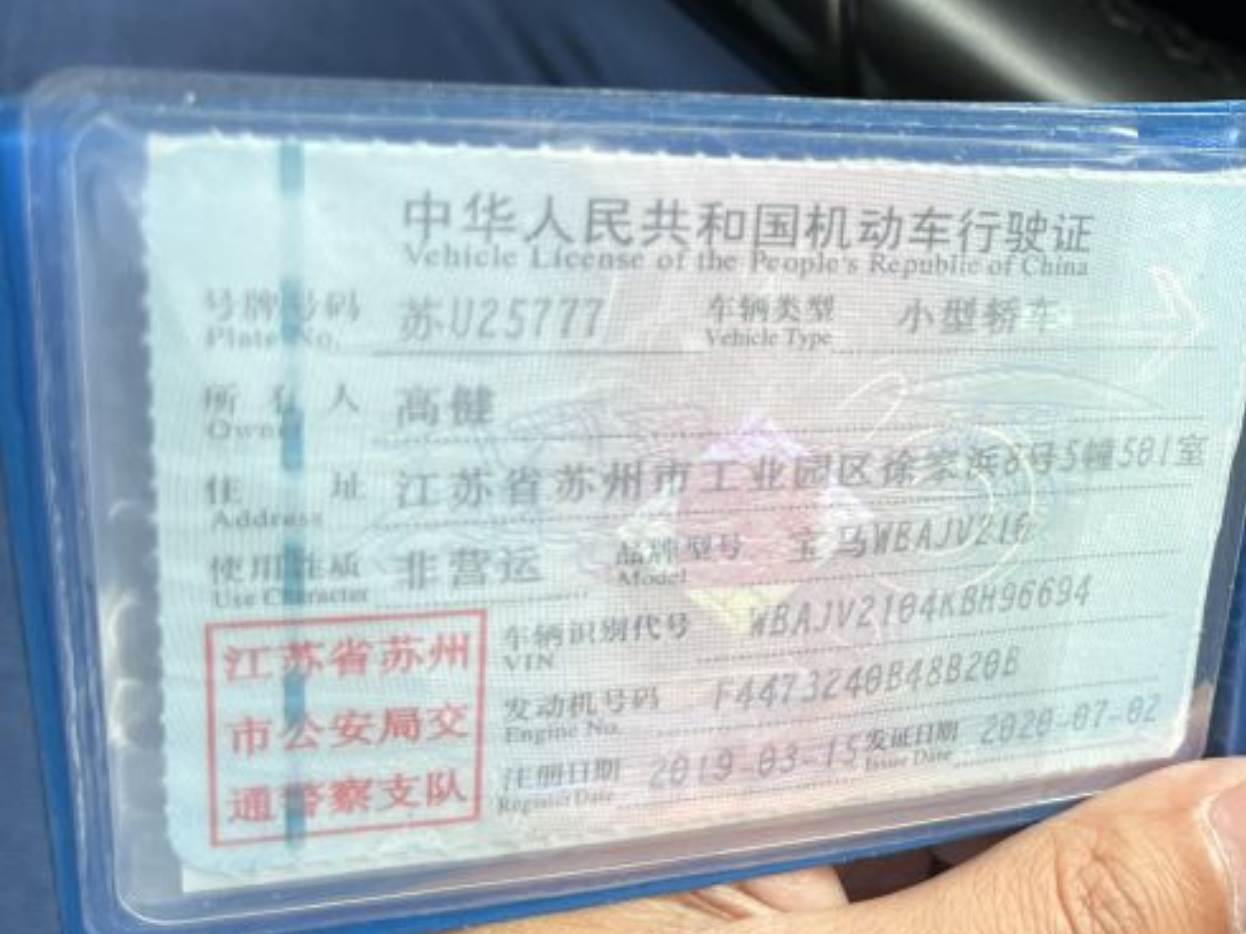 中华人民共和国机动车行驶证
Vehicle License of the People's Republic of China
号牌号码 苏U25777 车辆类型 小型轿车
Plate No. Vehicle Type
所有人 高健
Owner
住址 江苏省苏州市工业园区徐家浜8号5幢581室
Address
使用性质 非营运 品牌型号 宝马WBAJV216
Use Character Model
车辆识别代号 WBAJV2104KBH96694
VIN
发动机号码 F4473240B48B20B
Engine No.
注册日期 2019-03-15 发证日期 2020-07-02
Register Date Issue Date
江苏省苏州
市公安局交
通警察支队